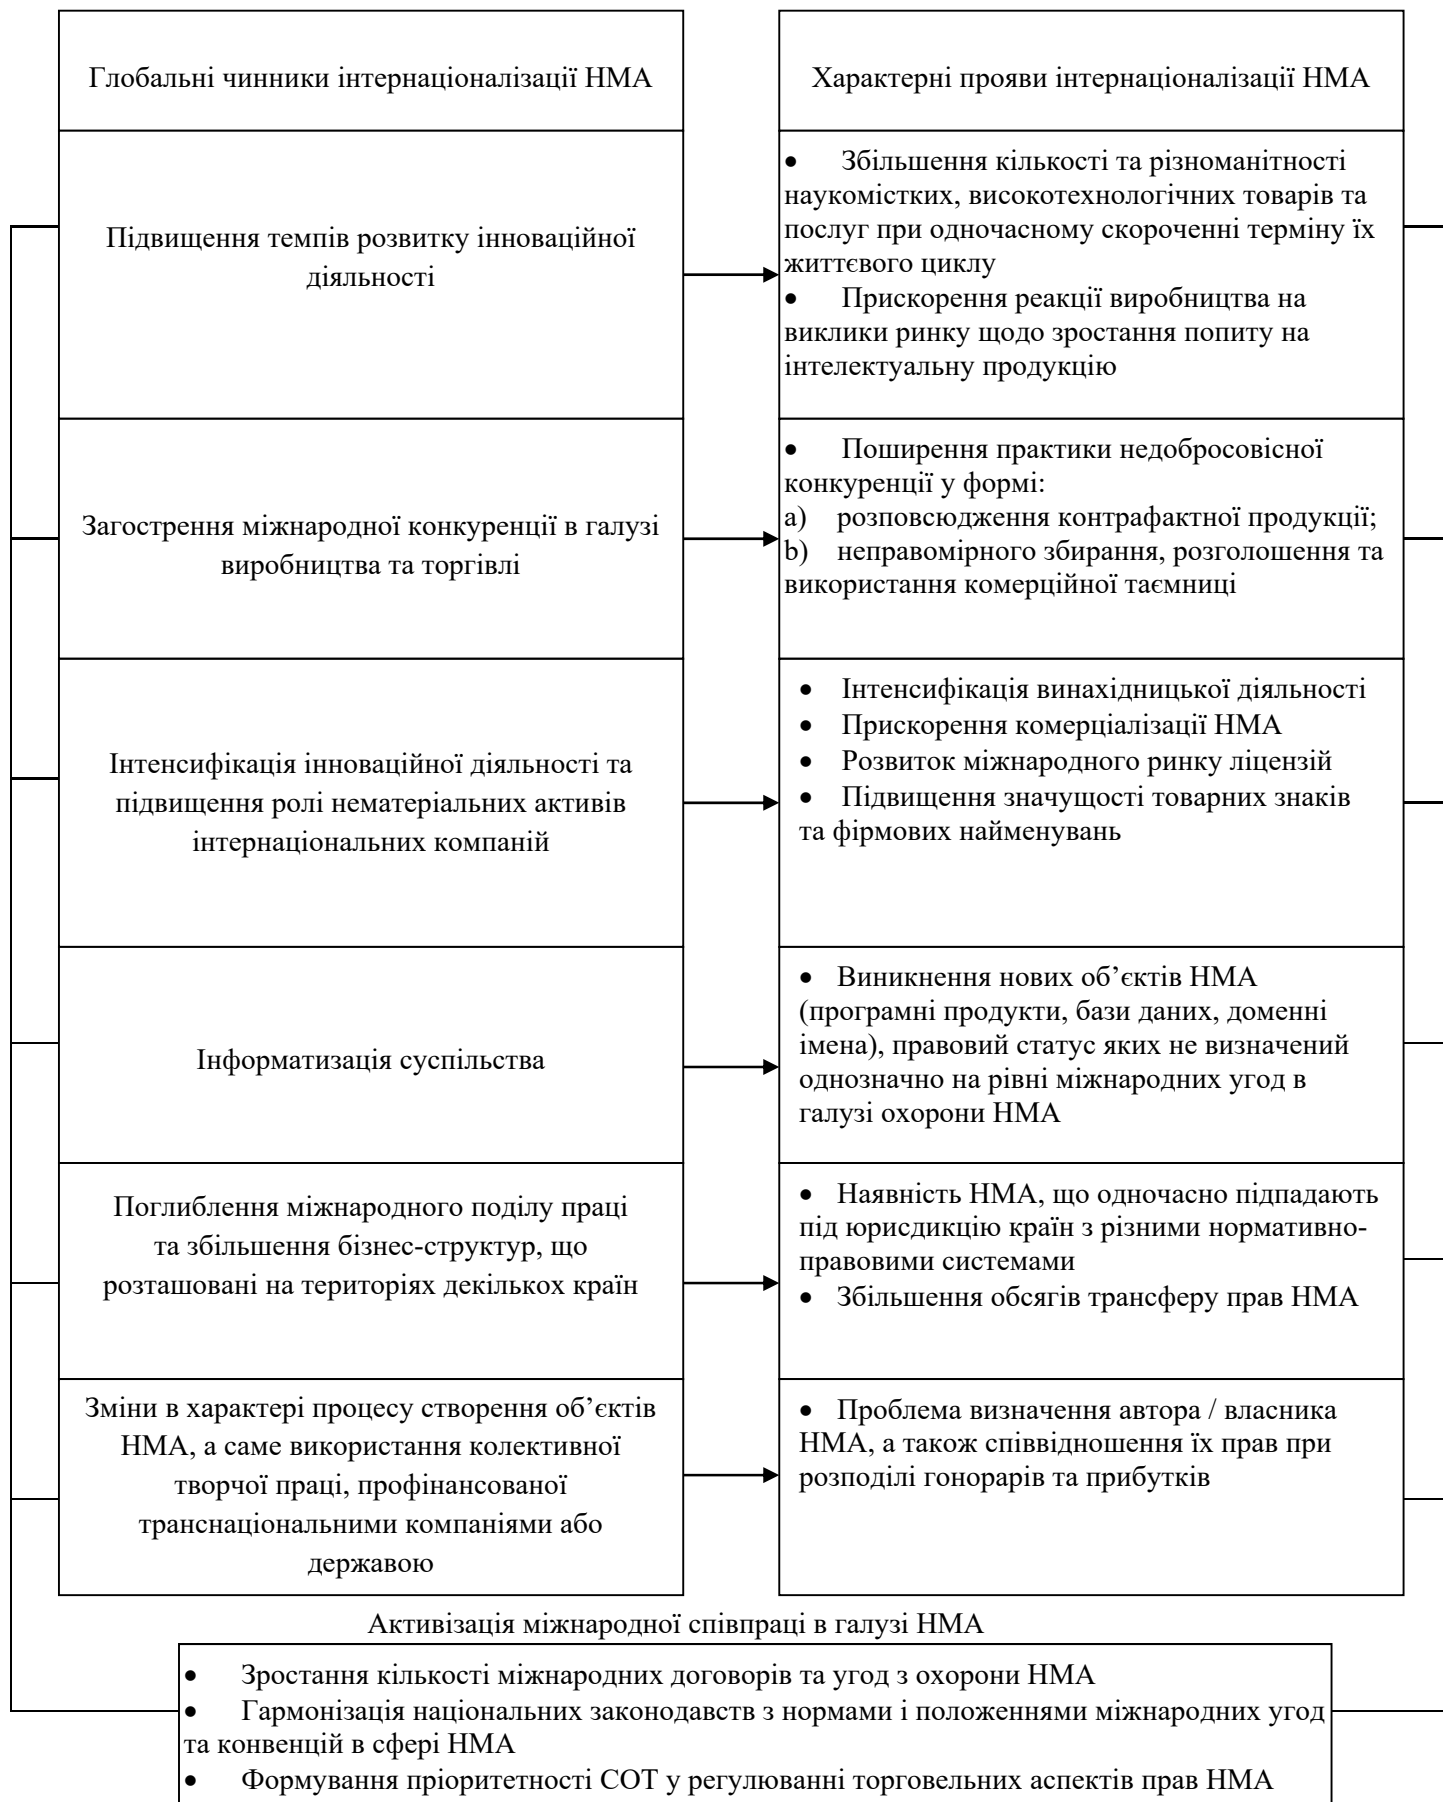 Глобальні чинники інтернаціоналізації НМА
Характерні прояви інтернаціоналізації НМА
Підвищення темпів розвитку інноваційної
діяльності
• Збільшення кількості та різноманітності
наукомістких, високотехнологічних товарів та
послуг при одночасному скороченні терміну їх
життєвого циклу
• Прискорення реакції виробництва на
виклики ринку щодо зростання попиту на
інтелектуальну продукцію
Загострення міжнародної конкуренції в галузі
виробництва та торгівлі
• Поширення практики недобросовісної
конкуренції у формі:
a) розповсюдження контрафактної продукції;
b) неправомірного збирання, розголошення та
використання комерційної таємниці
Інтенсифікація інноваційної діяльності та
підвищення ролі нематеріальних активів
інтернаціональних компаній
• Інтенсифікація винахідницької діяльності
• Прискорення комерціалізації НМА
• Розвиток міжнародного ринку ліцензій
• Підвищення значущості товарних знаків
та фірмових найменувань
Інформатизація суспільства
• Виникнення нових об’єктів НМА
(програмні продукти, бази даних, доменні
імена), правовий статус яких не визначений
однозначно на рівні міжнародних угод в
галузі охорони НМА
Поглиблення міжнародного поділу праці
та збільшення бізнес-структур, що
розташовані на територіях декількох країн
• Наявність НМА, що одночасно підпадають
під юрисдикцію країн з різними нормативно-
правовими системами
• Збільшення обсягів трансферу прав НМА
Зміни в характері процесу створення об’єктів
НМА, а саме використання колективної
творчої праці, профінансованої
транснаціональними компаніями або
державою
• Проблема визначення автора / власника
НМА, а також співвідношення їх прав при
розподілі гонорарів та прибутків
Активізація міжнародної співпраці в галузі НМА
• Зростання кількості міжнародних договорів та угод з охорони НМА
• Гармонізація національних законодавств з нормами і положеннями міжнародних угод
та конвенцій в сфері НМА
• Формування пріоритетності СОТ у регулюванні торговельних аспектів прав НМА